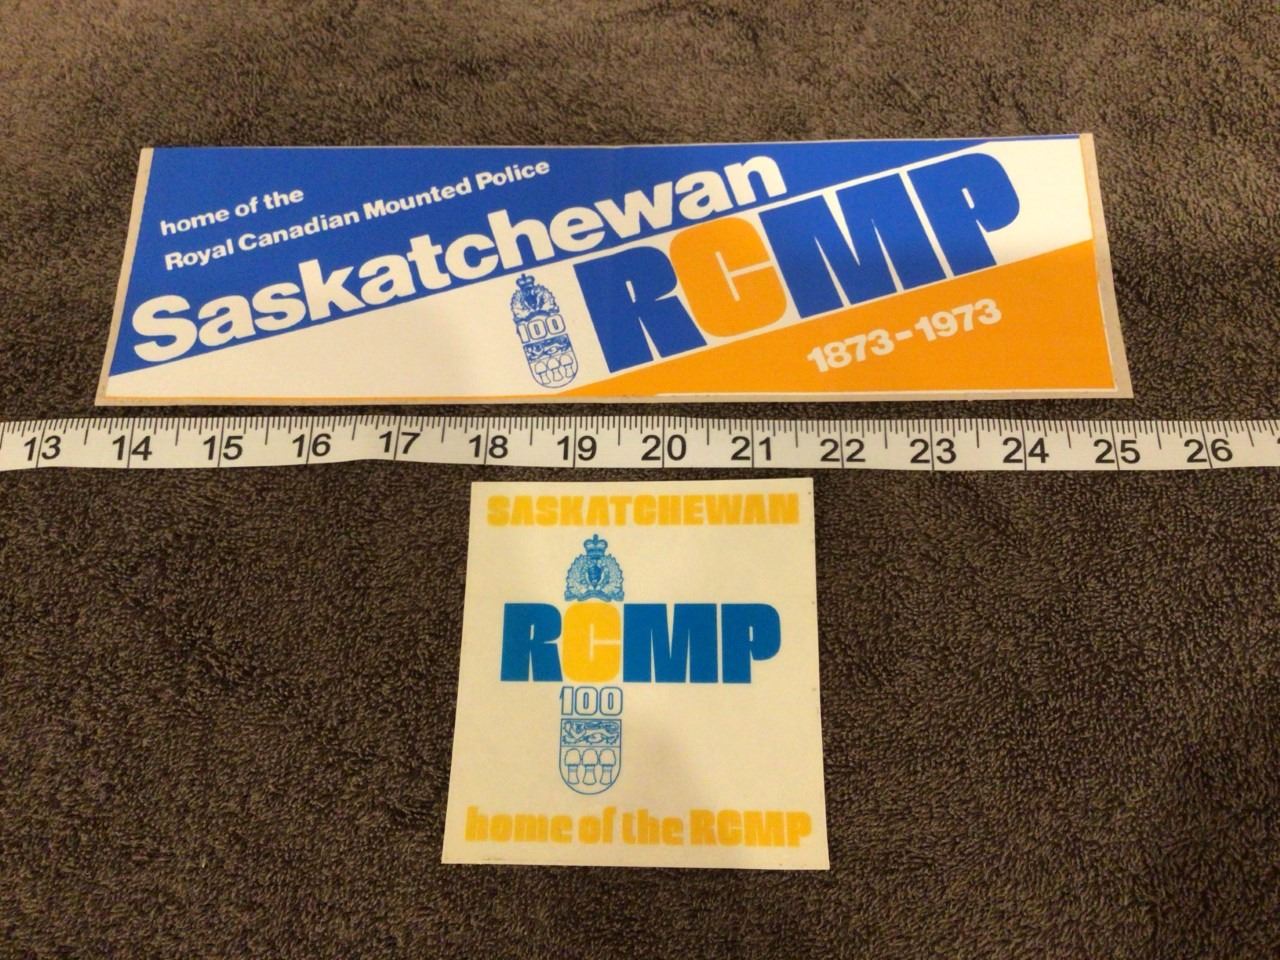 home of the
Royal Canadian Mounted Police
Saskatchewan
RCMP
100
1873-1973
13 14 15 16 17 18 19 20 21 22 23 24 25 26
SASKATCHEWAN
RCMP
100
home of the RCMP